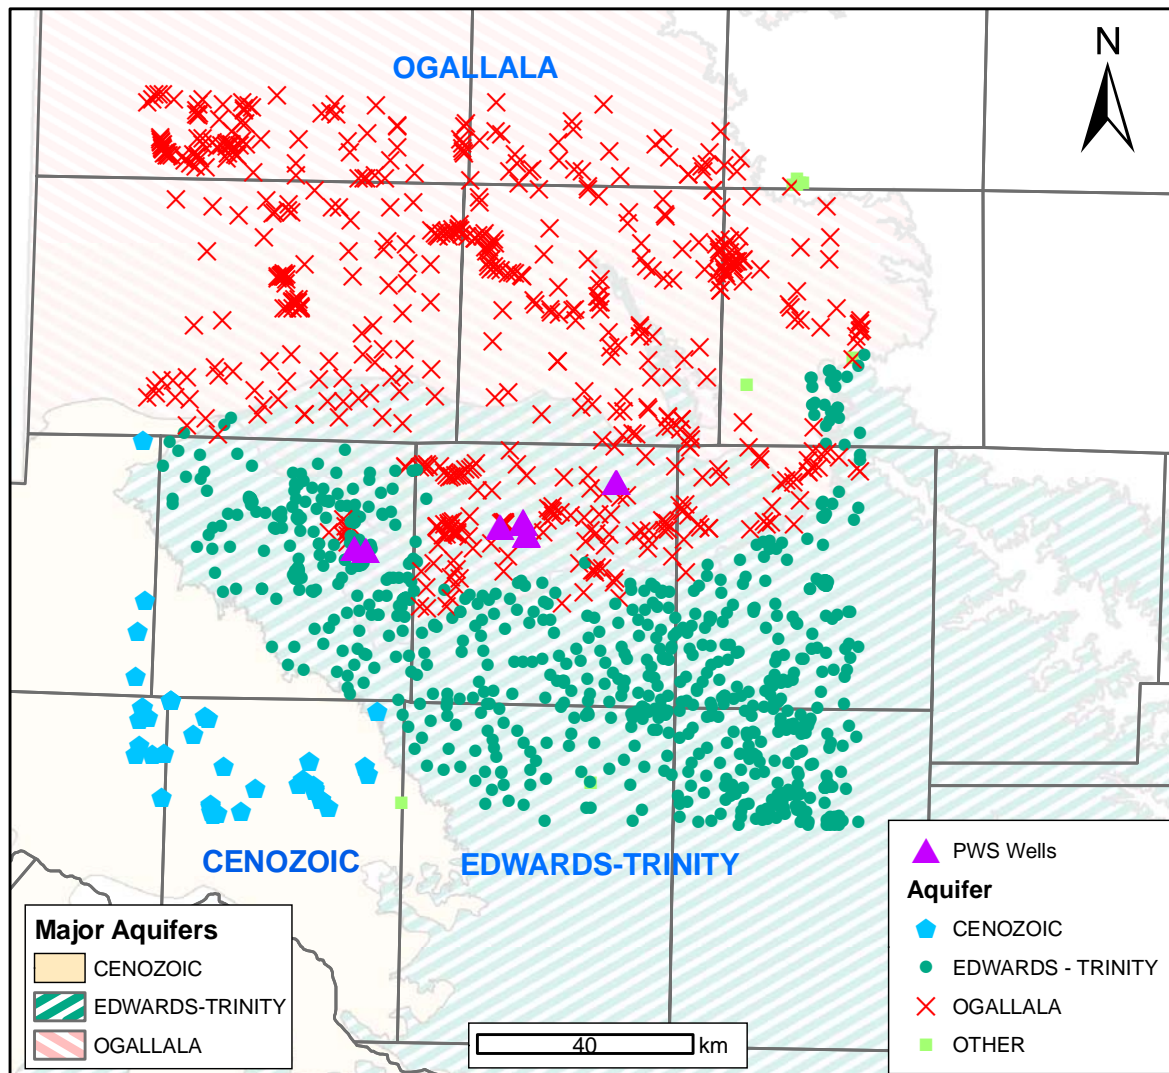 OGALLALA
N
CENOZOIC
EDWARDS-TRINITY
Major Aquifers
CENOZOIC
EDWARDS-TRINITY
OGALLALA
40
km
PWS Wells
Aquifer
CENOZOIC
EDWARDS - TRINITY
OGALLALA
OTHER